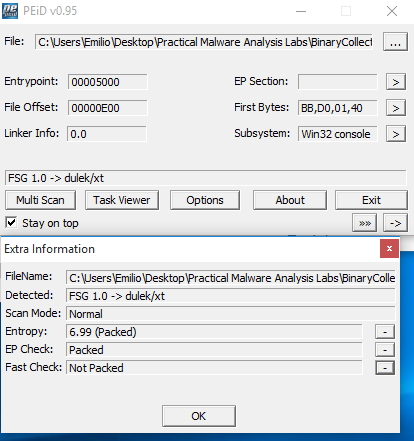 PEiD v0.95
File: C:\Users\Emilio\Desktop\Practical Malware Analysis Labs\BinaryCollect ...
Entrypoint: 00005000 EP Section: >
File Offset: 00000E00 First Bytes: BB,D0,01,40 >
Linker Info: 0.0 Subsystem: Win32 console >
FSG 1.0 -> dulek/xt
Multi Scan Task Viewer Options About Exit
Stay on top »» ->
Extra Information x
FileName: C:\Users\Emilio\Desktop\Practical Malware Analysis Labs\BinaryColle
Detected: FSG 1.0 -> dulek/xt
Scan Mode: Normal
Entropy: 6.99 (Packed) -
EP Check: Packed -
Fast Check: Not Packed -
OK